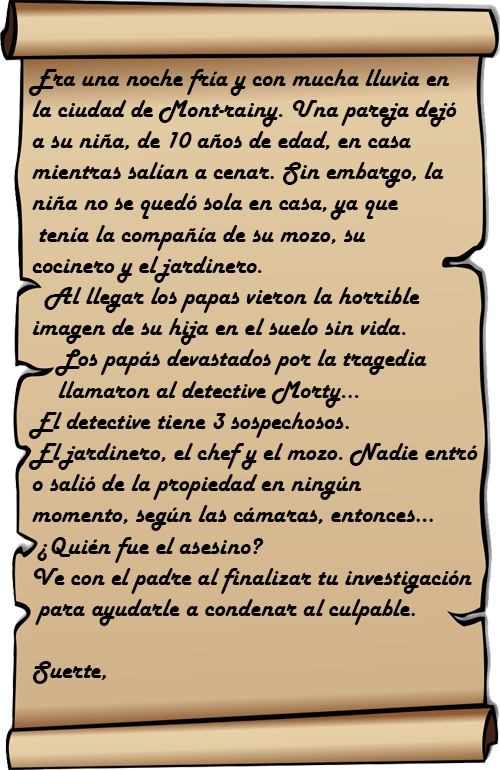 Era una noche fría y con mucha lluvia en
la ciudad de Mont-rainy. Una pareja dejó
a su niña, de 10 años de edad, en casa
mientras salían a cenar. Sin embargo, la
niña no se quedó sola en casa, ya que
tenía la compañía de su mozo, su
cocinero y el jardinero.
Al llegar los papas vieron la horrible
imagen de su hija en el suelo sin vida.
Los papás devastados por la tragedia
llamaron al detective Morty...
El detective tiene 3 sospechosos.
El jardinero, el chef y el mozo. Nadie entró
o salió de la propiedad en ningún
momento, según las cámaras, entonces...
¿Quién fue el asesino?
Ve con el padre al finalizar tu investigación
para ayudarle a condenar al culpable.
Suerte,